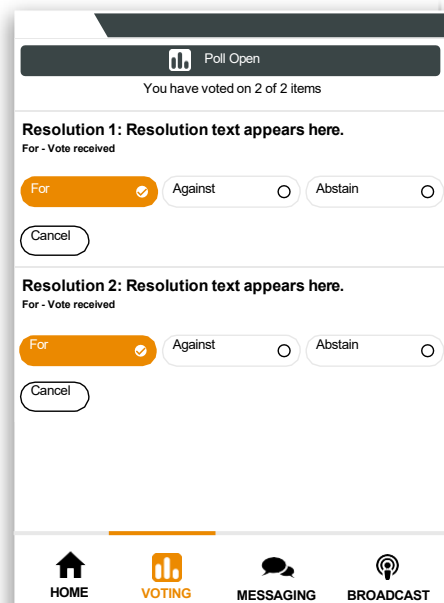 Poll Open
You have voted on 2 of 2 items
Resolution 1: Resolution text appears here.
For - Vote received
For Against Abstain
Cancel
Resolution 2: Resolution text appears here.
For - Vote received
For Against Abstain
Cancel
HOME VOTING MESSAGING BROADCAST